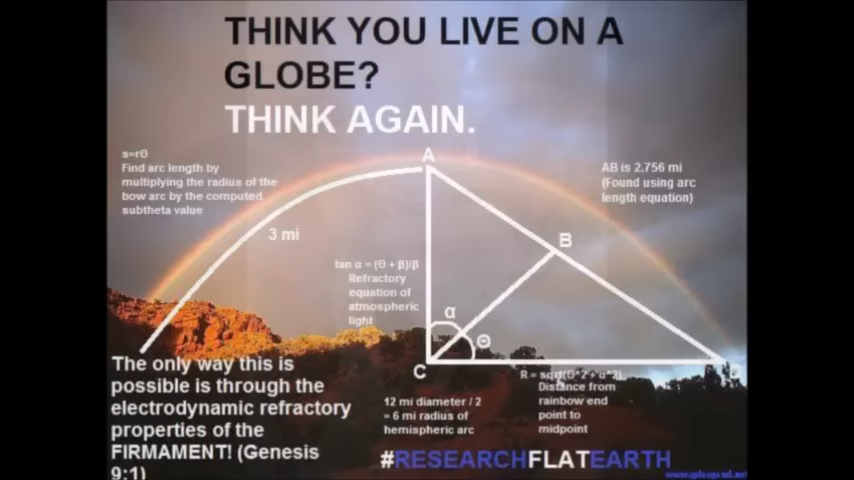 THINK YOU LIVE ON A
GLOBE?
THINK AGAIN.
s=rΘ
Find arc length by
multiplying the radius of the
bow arc by the computed
subtheta value
A
AB is 2.756 mi
(Found using arc
length equation)
3 mi
B
tan α = (Θ + β)/β
Refractory
equation of
atmospheric
light
α
Θ
C
D
R = sqrt(Θ^2 + α^2)
Distance from
rainbow end
point to
midpoint
12 mi diameter / 2
= 6 mi radius of
hemispheric arc
The only way this is
possible is through the
electrodynamic refractory
properties of the
FIRMAMENT! (Genesis
9:1)
#RESEARCHFLATEARTH